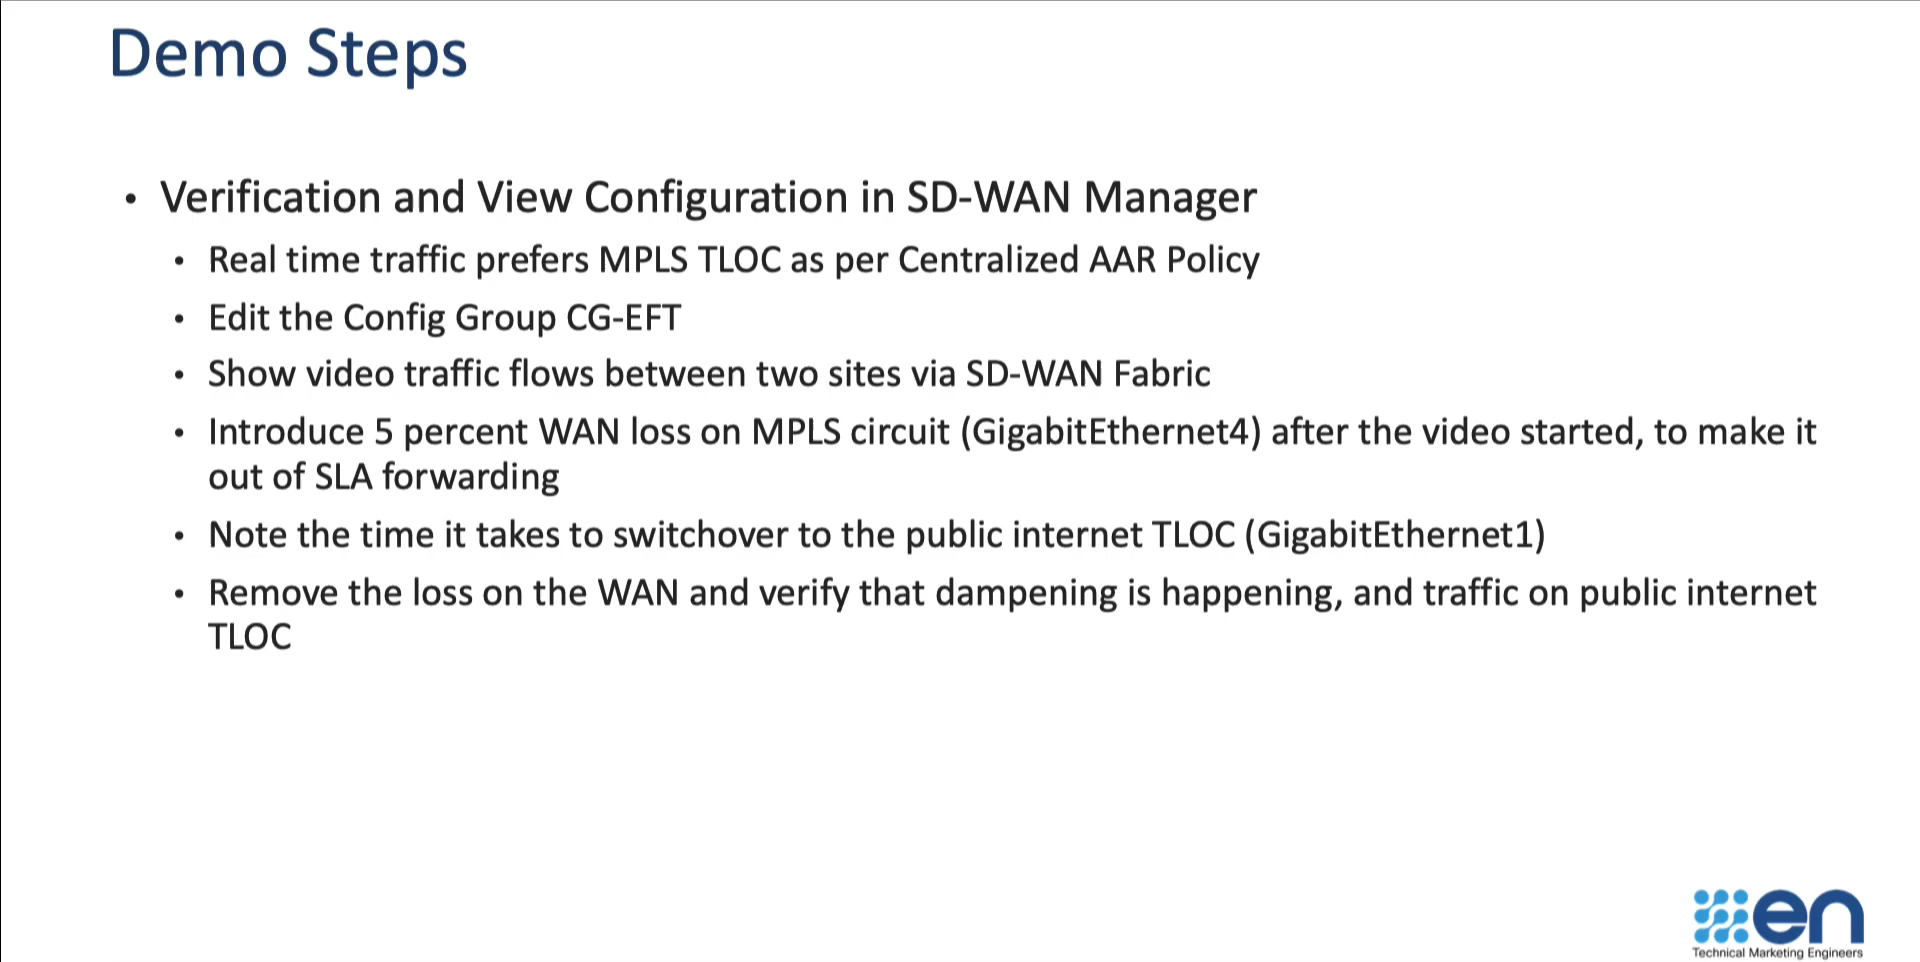 Demo Steps
• Verification and View Configuration in SD-WAN Manager
• Real time traffic prefers MPLS TLOC as per Centralized AAR Policy
• Edit the Config Group CG-EFT
• Show video traffic flows between two sites via SD-WAN Fabric
• Introduce 5 percent WAN loss on MPLS circuit (GigabitEthernet4) after the video started, to make it
out of SLA forwarding
• Note the time it takes to switchover to the public internet TLOC (GigabitEthernet1)
• Remove the loss on the WAN and verify that dampening is happening, and traffic on public internet
TLOC
en
Technical Marketing Engineers